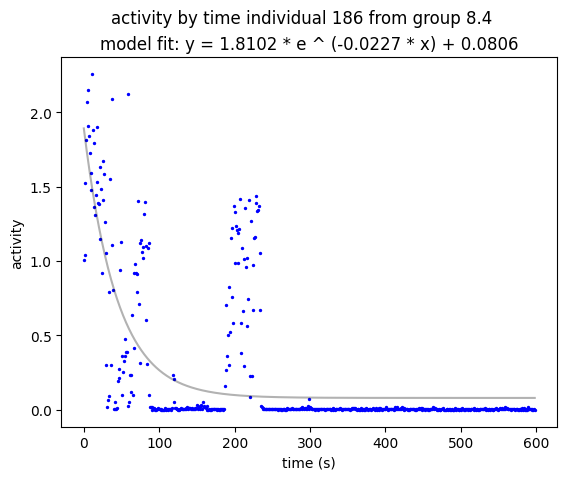 activity by time individual 186 from group 8.4
model fit: y = 1.8102 * e ^ (-0.0227 * x) + 0.0806
2.0
1.5
1.0
0.5
0.0
activity
0 100 200 300 400 500 600
time (s)